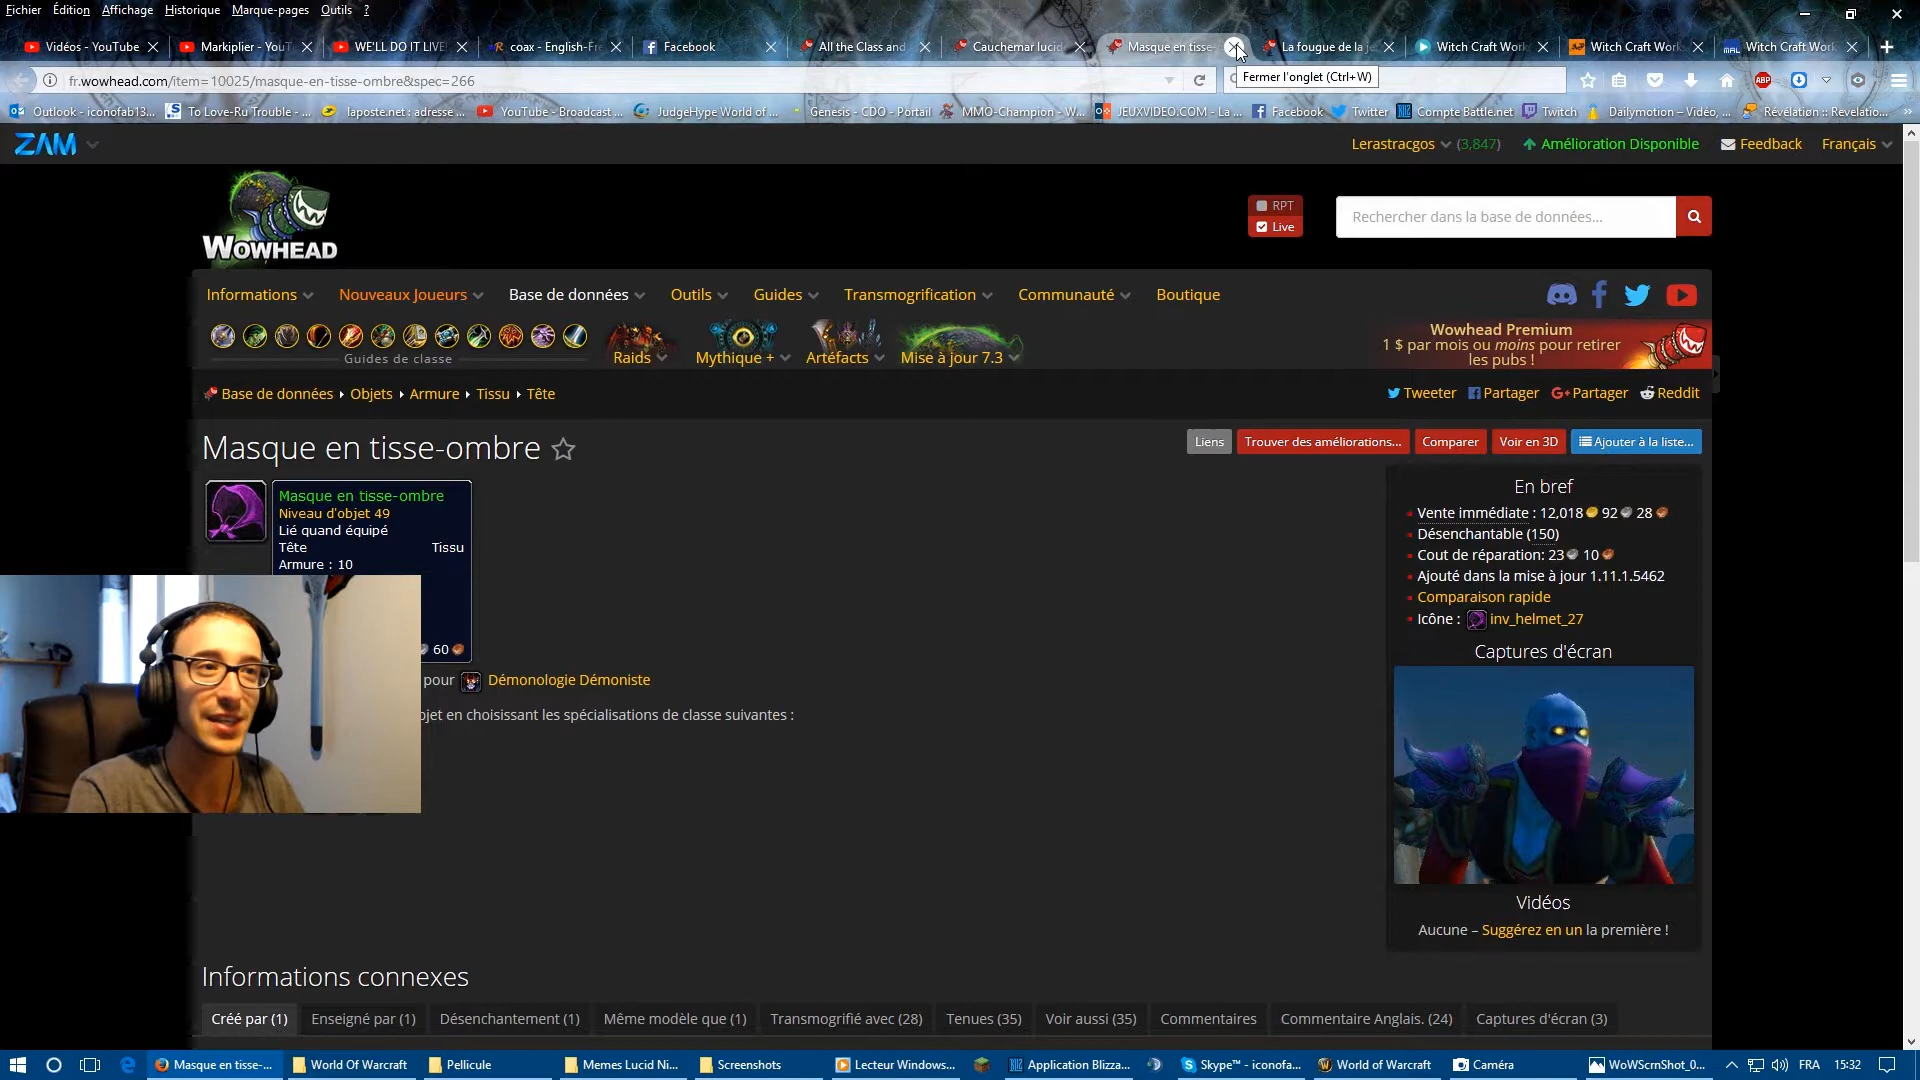 Fichier Édition Affichage Historique Marque-pages Outils ?
Vidéos - YouTube Markiplier - YouT WE'LL DO IT LIVE coax - English-Fre Facebook All the Class and Cauchemar lucid Masque en tisse- La fougue de la je Witch Craft Work Witch Craft Work Witch Craft Work
fr.wowhead.com/item=10025/masque-en-tisse-ombre&spec=266
Fermer l'onglet (Ctrl+W)
Outlook - iconofab13... To Love-Ru Trouble - ... laposte.net : adresse ... YouTube - Broadcast ... JudgeHype World of ... Genesis - CDO - Portail MMO-Champion - W... JEUXVIDEO.COM - La ... Facebook Twitter Compte Battle.net Twitch Dailymotion – Vidéo, ... Révélation :: Revelatio...
ZAM
Lerastracgos (3,847) Amélioration Disponible Feedback Français
WOWHEAD
RPT
Live
Rechercher dans la base de données...
Informations Nouveaux Joueurs Base de données Outils Guides Transmogrification Communauté Boutique
Guides de classe
Raids Mythique + Artéfacts Mise à jour 7.3
Wowhead Premium
1 $ par mois ou moins pour retirer
les pubs !
Base de données Objets Armure Tissu Tête
Tweeter Partager Partager Reddit
Masque en tisse-ombre
Liens Trouver des améliorations... Comparer Voir en 3D Ajouter à la liste...
Masque en tisse-ombre
Niveau d'objet 49
Lié quand équipé
Tête Tissu
Armure : 10
60
pour Démonologie Démoniste
objet en choisissant les spécialisations de classe suivantes :
En bref
Vente immédiate : 12,018 92 28
Désenchantable (150)
Cout de réparation: 23 10
Ajouté dans la mise à jour 1.11.1.5462
Comparaison rapide
Icône : inv_helmet_27
Captures d'écran
Vidéos
Aucune – Suggérez en un la première !
Informations connexes
Créé par (1) Enseigné par (1) Désenchantement (1) Même modèle que (1) Transmogrifié avec (28) Tenues (35) Voir aussi (35) Commentaires Commentaire Anglais. (24) Captures d'écran (3)
Masque en tisse-... World Of Warcraft Pellicule Memes Lucid Ni... Screenshots Lecteur Windows... Application Blizza... Skype™ - iconofa... World of Warcraft Caméra WoWScrnShot_0... FRA 15:32